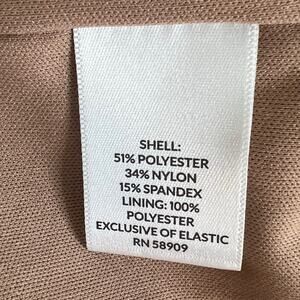 SHELL:
51% POLYESTER
34% NYLON
15% SPANDEX
LINING: 100%
POLYESTER
EXCLUSIVE OF ELASTIC
RN 58909